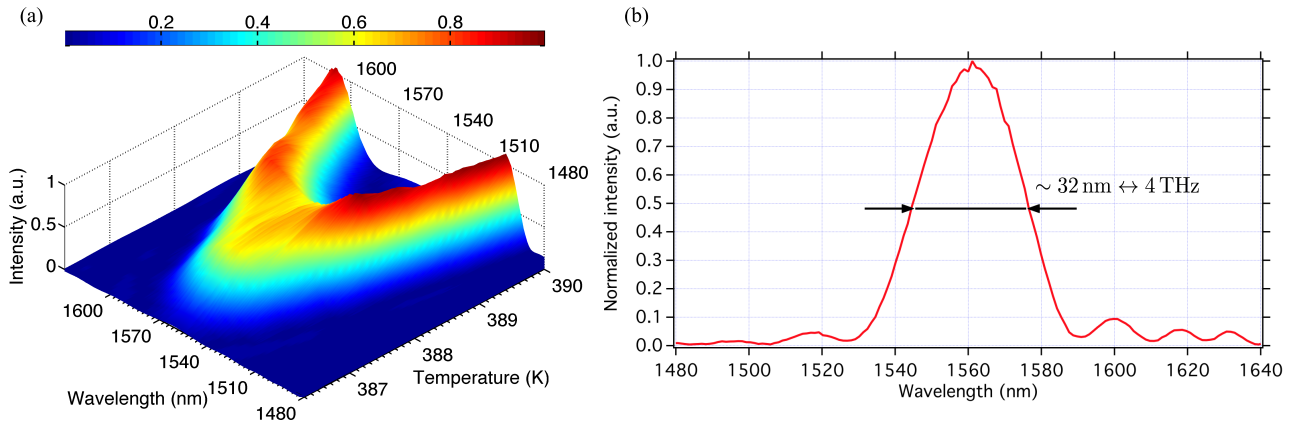 (a)
0.2 0.4 0.6 0.8
1600
1570
1540
1510
1480
1
0.5
0
Intensity (a.u.)
1600
1570
1540
1510
1480
Wavelength (nm)
390
389
388
387
Temperature (K)
(b)
1.0
0.9
0.8
0.7
0.6
0.5
0.4
0.3
0.2
0.1
0.0
Normalized intensity (a.u.)
∼ 32 nm ↔ 4 THz
1480 1500 1520 1540 1560 1580 1600 1620 1640
Wavelength (nm)